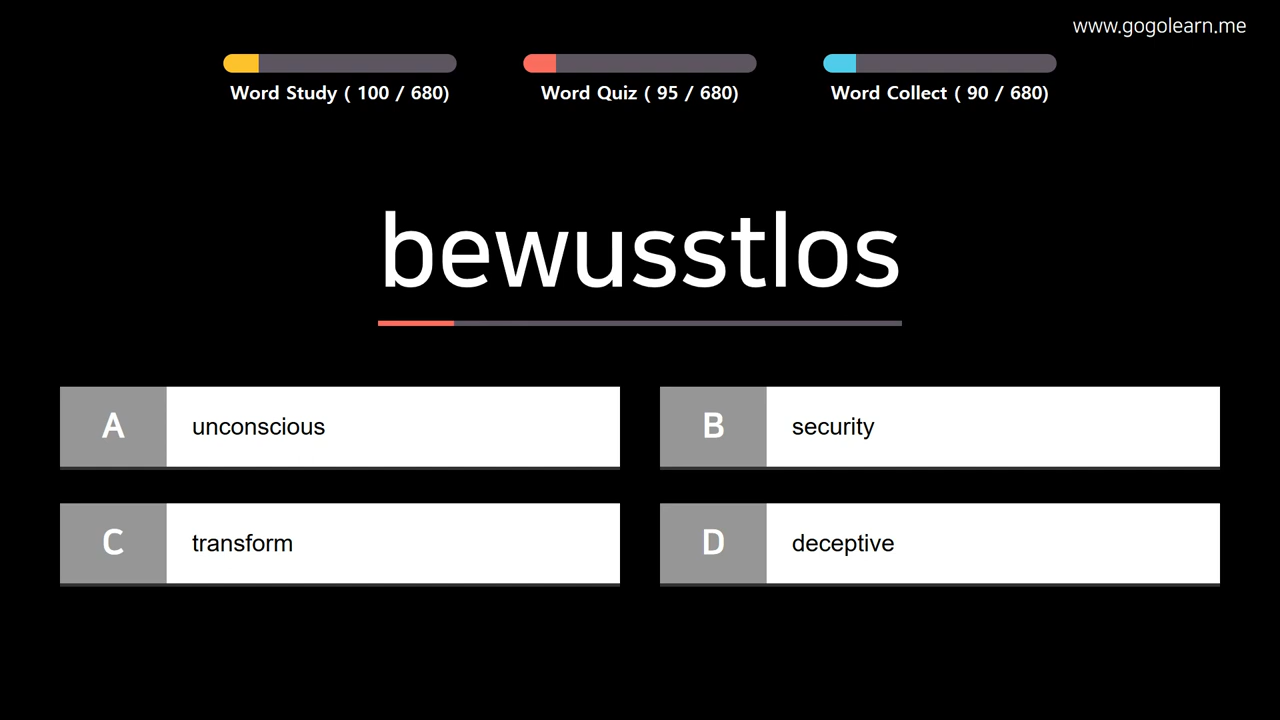 www.gogolearn.me
Word Study ( 100 / 680)
Word Quiz ( 95 / 680)
Word Collect ( 90 / 680)
bewusstlos
A unconscious
B security
C transform
D deceptive